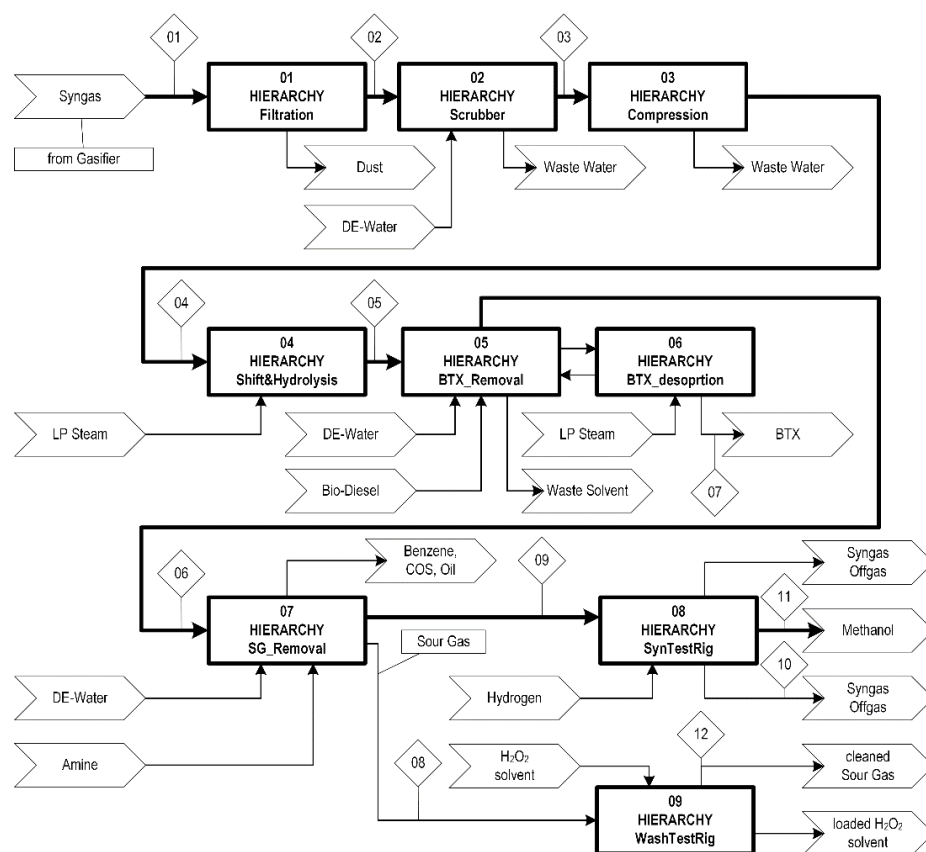 01
02
03
Syngas
from Gasifier
01
HIERARCHY
Filtration
02
HIERARCHY
Scrubber
03
HIERARCHY
Compression
Dust
Waste Water
Waste Water
DE-Water
04
05
04
HIERARCHY
Shift&Hydrolysis
05
HIERARCHY
BTX_Removal
06
HIERARCHY
BTX_desoprtion
LP Steam
DE-Water
LP Steam
BTX
Bio-Diesel
Waste Solvent
07
06
Benzene,
COS, Oil
09
Syngas
Offgas
07
HIERARCHY
SG_Removal
Sour Gas
08
HIERARCHY
SynTestRig
11
Methanol
10
DE-Water
Hydrogen
Syngas
Offgas
Amine
08
H₂O₂
solvent
12
cleaned
Sour Gas
09
HIERARCHY
WashTestRig
loaded H₂O₂
solvent